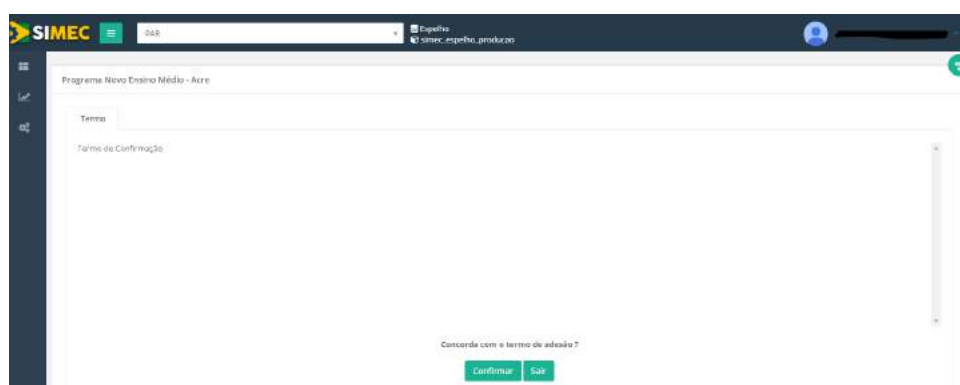 SIMEC
PAR
Espelho
simec_espelho_producao
Programa Novo Ensino Médio - Acre
Termo
Termo de Confirmação
Concorda com o termo de adesão ?
Confirmar
Sair